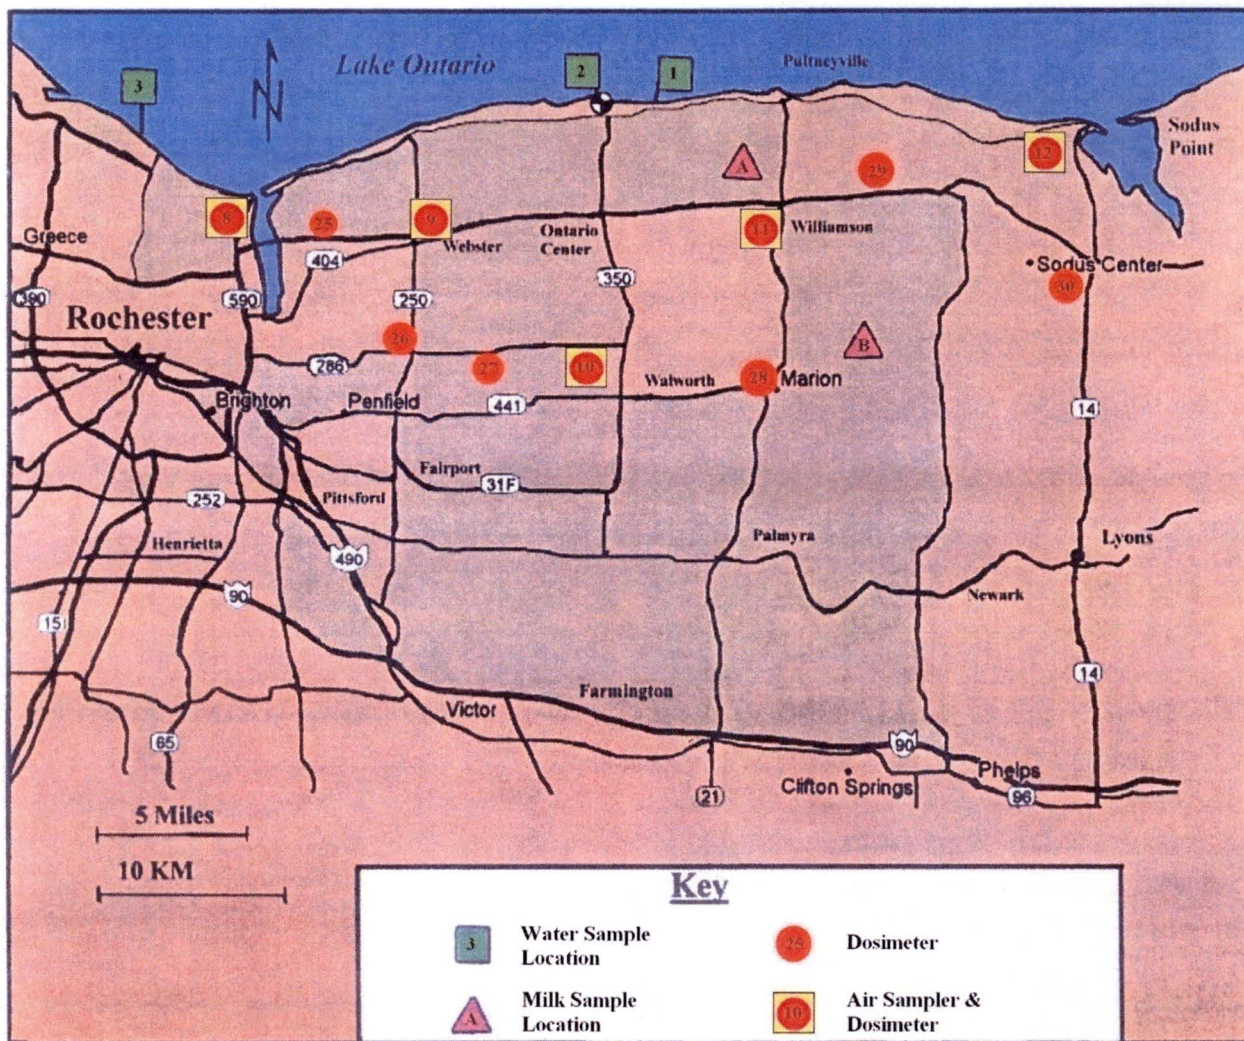 Lake Ontario
N
3
2
1
Pultneyville
Sodus
Point
12
A
29
8
25
9
11
Greece
Webster
Ontario
Center
Williamson
404
350
Sodus Center
30
390
590
250
Rochester
26
B
286
27
10
28
Marion
Walworth
Brighton
Penfield
441
14
Fairport
31F
252
Pittsford
Henrietta
490
Palmyra
Lyons
90
Newark
15
Farmington
14
Victor
65
90
Phelps
Clifton Springs
21
96
5 Miles
10 KM
Key
3
Water Sample
Location
25
Dosimeter
A
Milk Sample
Location
10
Air Sampler &
Dosimeter